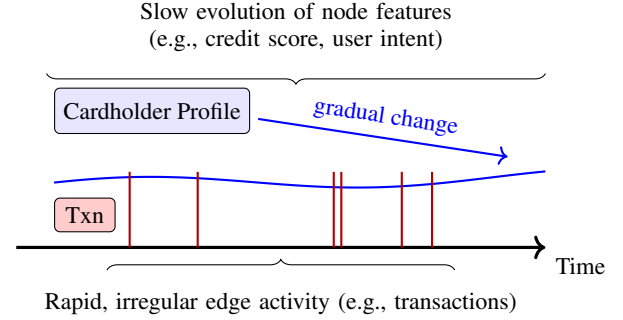 Slow evolution of node features
(e.g., credit score, user intent)
Cardholder Profile
gradual change
Txn
Time
Rapid, irregular edge activity (e.g., transactions)